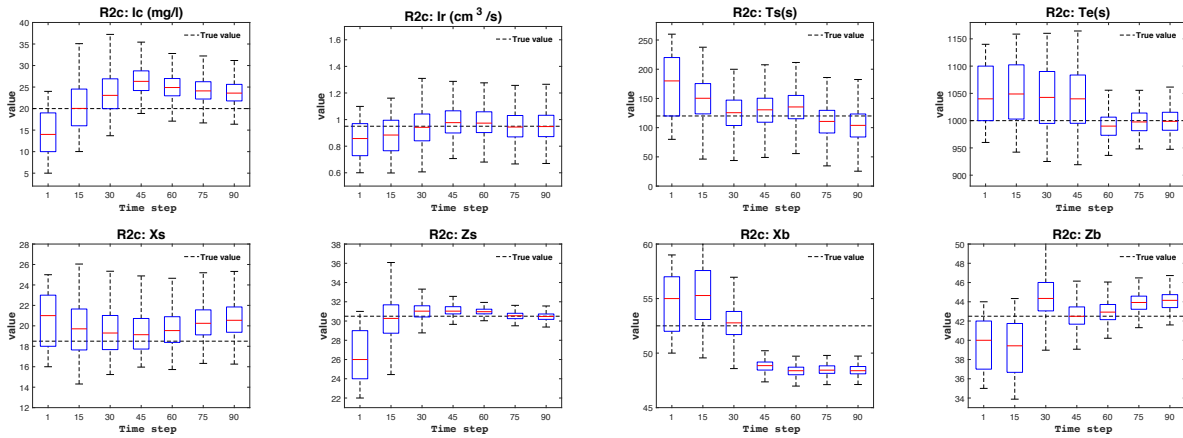 R2c: Ic (mg/l)
True value
value
40
35
30
25
20
15
10
5
1 15 30 45 60 75 90
Time step
R2c: Ir (cm 3 /s)
True value
value
1.6
1.4
1.2
1
0.8
0.6
1 15 30 45 60 75 90
Time step
R2c: Ts(s)
True value
value
250
200
150
100
50
0
1 15 30 45 60 75 90
Time step
R2c: Te(s)
True value
value
1150
1100
1050
1000
950
900
1 15 30 45 60 75 90
Time step
R2c: Xs
True value
value
28
26
24
22
20
18
16
14
12
1 15 30 45 60 75 90
Time step
R2c: Zs
True value
value
38
36
34
32
30
28
26
24
22
1 15 30 45 60 75 90
Time step
R2c: Xb
True value
value
60
55
50
45
1 15 30 45 60 75 90
Time step
R2c: Zb
True value
value
50
48
46
44
42
40
38
36
34
1 15 30 45 60 75 90
Time step